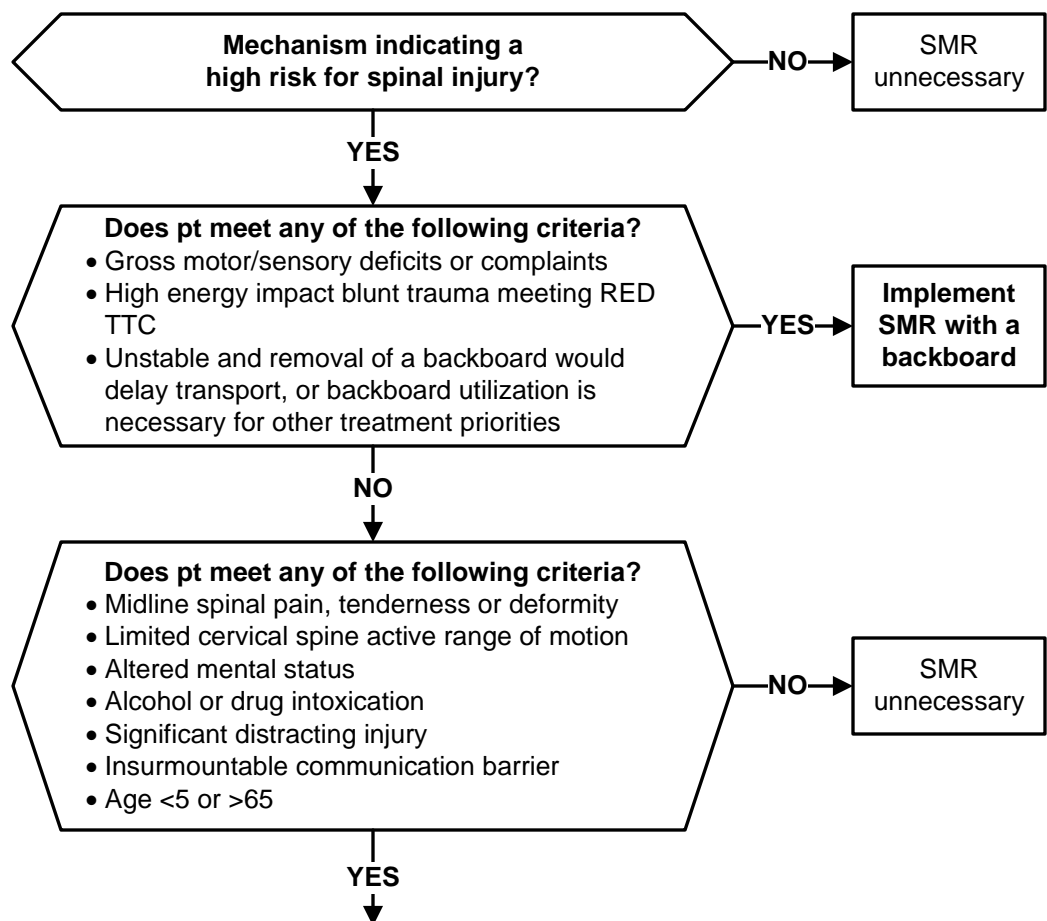 Mechanism indicating a
high risk for spinal injury?
NO
SMR
unnecessary
YES
Does pt meet any of the following criteria?
• Gross motor/sensory deficits or complaints
• High energy impact blunt trauma meeting RED
TTC
• Unstable and removal of a backboard would
delay transport, or backboard utilization is
necessary for other treatment priorities
YES
Implement
SMR with a
backboard
NO
Does pt meet any of the following criteria?
• Midline spinal pain, tenderness or deformity
• Limited cervical spine active range of motion
• Altered mental status
• Alcohol or drug intoxication
• Significant distracting injury
• Insurmountable communication barrier
• Age <5 or >65
NO
SMR
unnecessary
YES